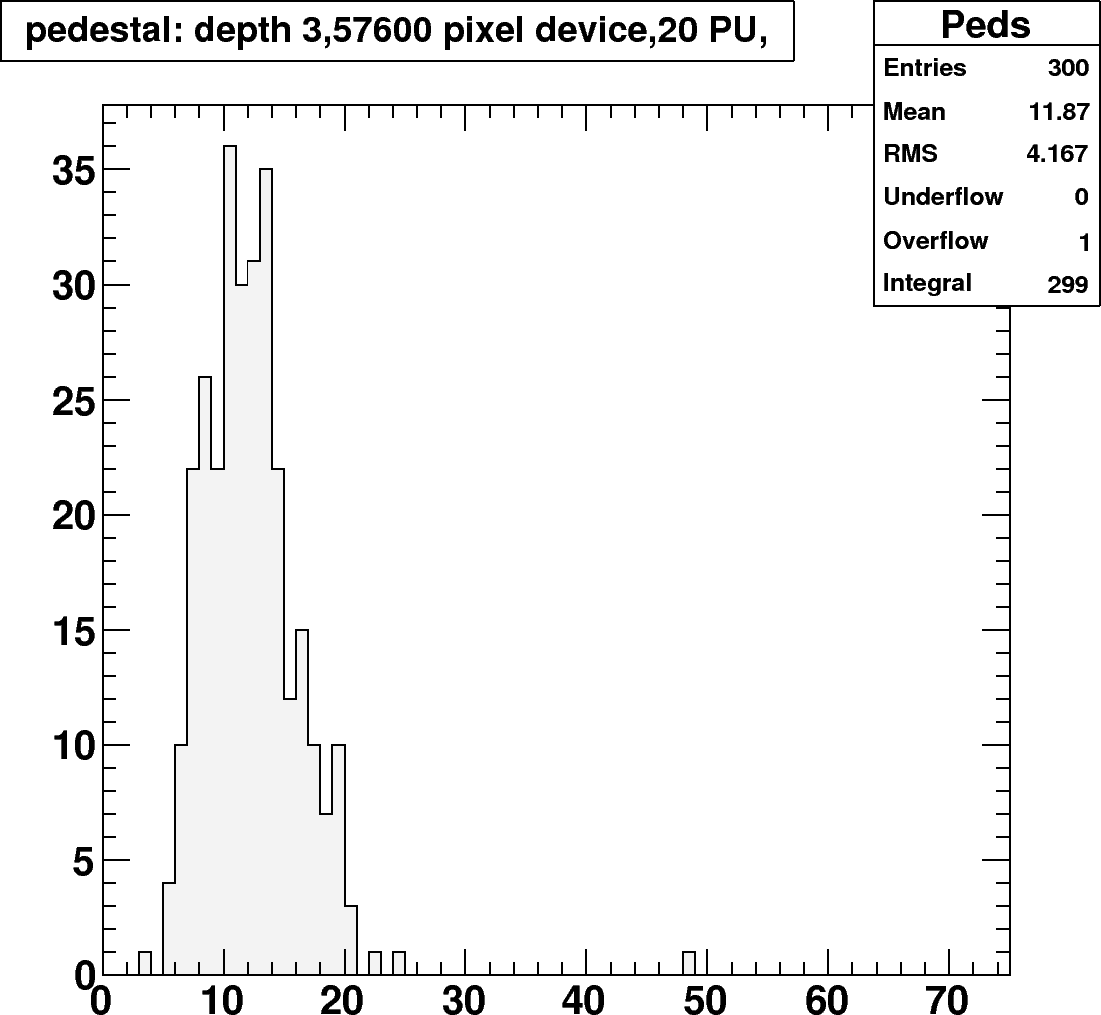 pedestal: depth 3,57600 pixel device,20 PU,
Peds
Entries 300
Mean 11.87
RMS 4.167
Underflow 0
Overflow 1
Integral 299
35
30
25
20
15
10
5
0
0 10 20 30 40 50 60 70